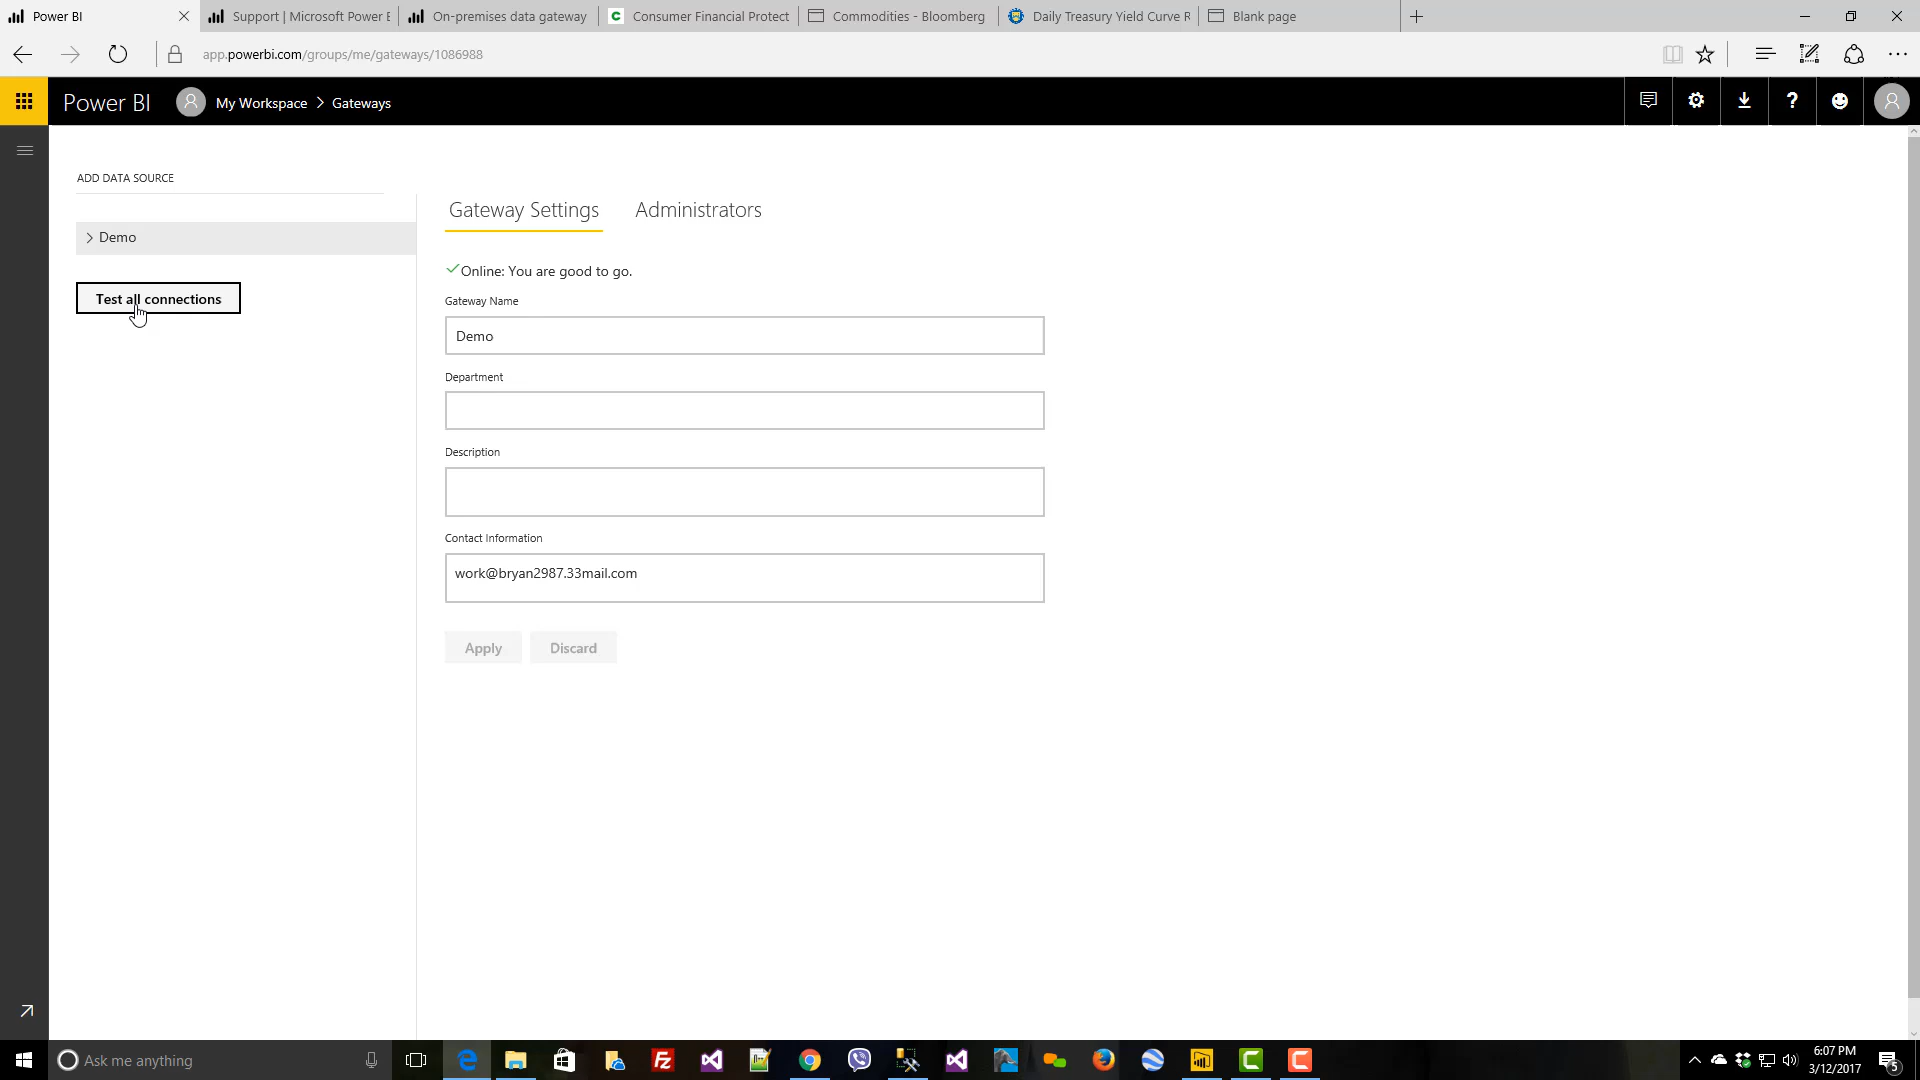 Power BI
Support | Microsoft Power B
On-premises data gateway
Consumer Financial Protect
Commodities - Bloomberg
Daily Treasury Yield Curve R
Blank page
app.powerbi.com/groups/me/gateways/1086988
Power BI
My Workspace > Gateways
ADD DATA SOURCE
Gateway Settings
Administrators
Demo
Online: You are good to go.
Test all connections
Gateway Name
Demo
Department
Description
Contact Information
work@bryan2987.33mail.com
Apply
Discard
Ask me anything
6:07 PM
3/12/2017
5